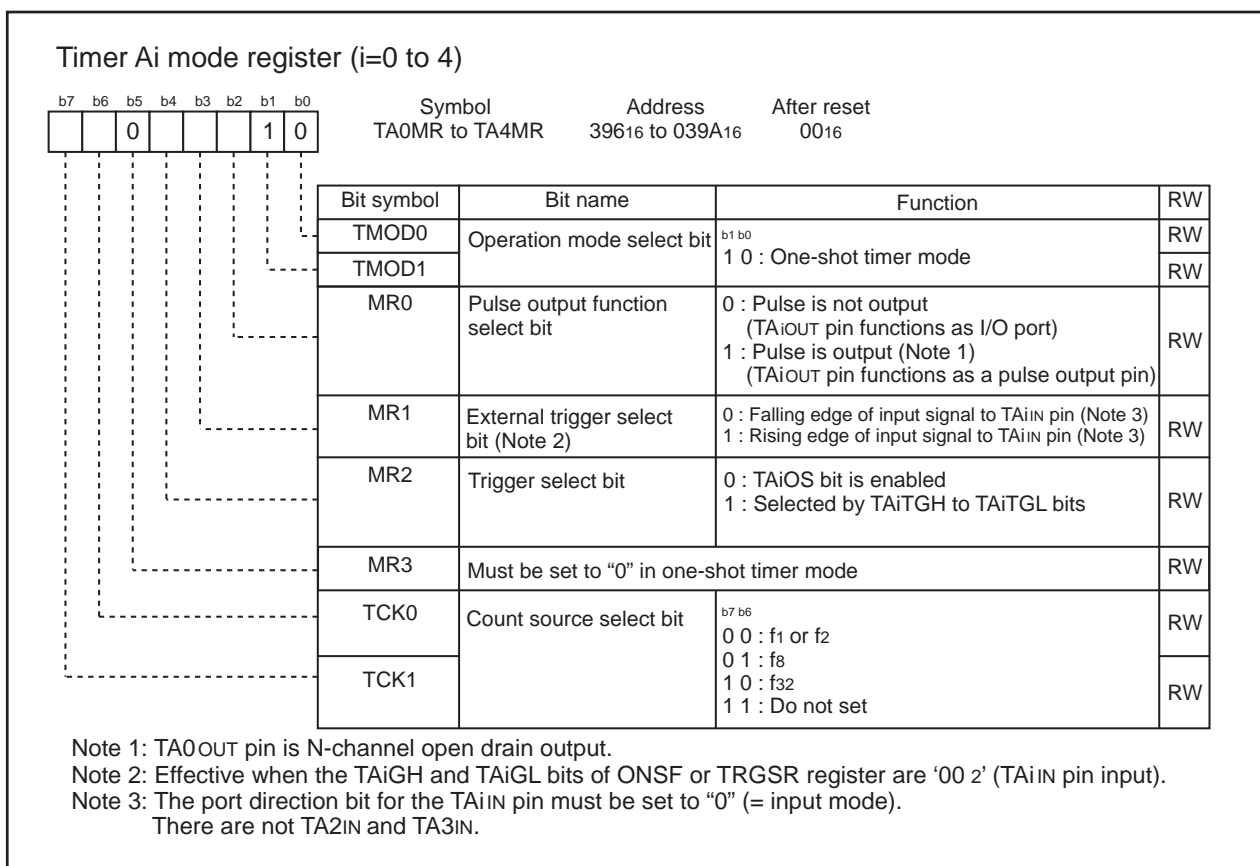 Timer Ai mode register (i=0 to 4)
b7 b6 b5 b4 b3 b2 b1 b0
0 1 0
Symbol Address After reset
TA0MR to TA4MR 39616 to 039A16 0016
Bit symbol Bit name Function RW
TMOD0 Operation mode select bit b1 b0 RW
1 0 : One-shot timer mode
TMOD1 RW
MR0 Pulse output function select bit 0 : Pulse is not output
(TAiOUT pin functions as I/O port)
1 : Pulse is output (Note 1)
(TAiOUT pin functions as a pulse output pin) RW
MR1 External trigger select bit (Note 2) 0 : Falling edge of input signal to TAiIN pin (Note 3)
1 : Rising edge of input signal to TAiIN pin (Note 3) RW
MR2 Trigger select bit 0 : TAiOS bit is enabled
1 : Selected by TAiTGH to TAiTGL bits RW
MR3 Must be set to “0” in one-shot timer mode RW
TCK0 Count source select bit b7 b6 RW
0 0 : f1 or f2
0 1 : f8
TCK1 1 0 : f32 RW
1 1 : Do not set
Note 1: TA0OUT pin is N-channel open drain output.
Note 2: Effective when the TAiGH and TAiGL bits of ONSF or TRGSR register are ‘00 2’ (TAiIN pin input).
Note 3: The port direction bit for the TAiIN pin must be set to “0” (= input mode).
There are not TA2IN and TA3IN.